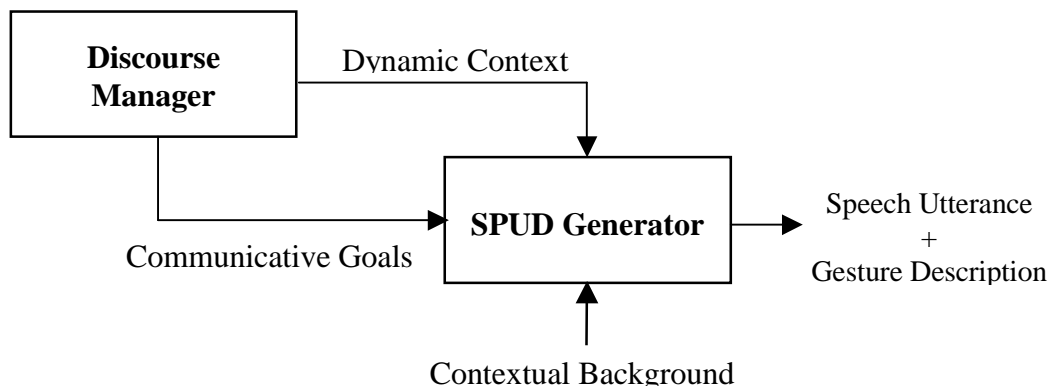 Discourse
Manager
Dynamic Context
SPUD Generator
Communicative Goals
Speech Utterance
+
Gesture Description
Contextual Background